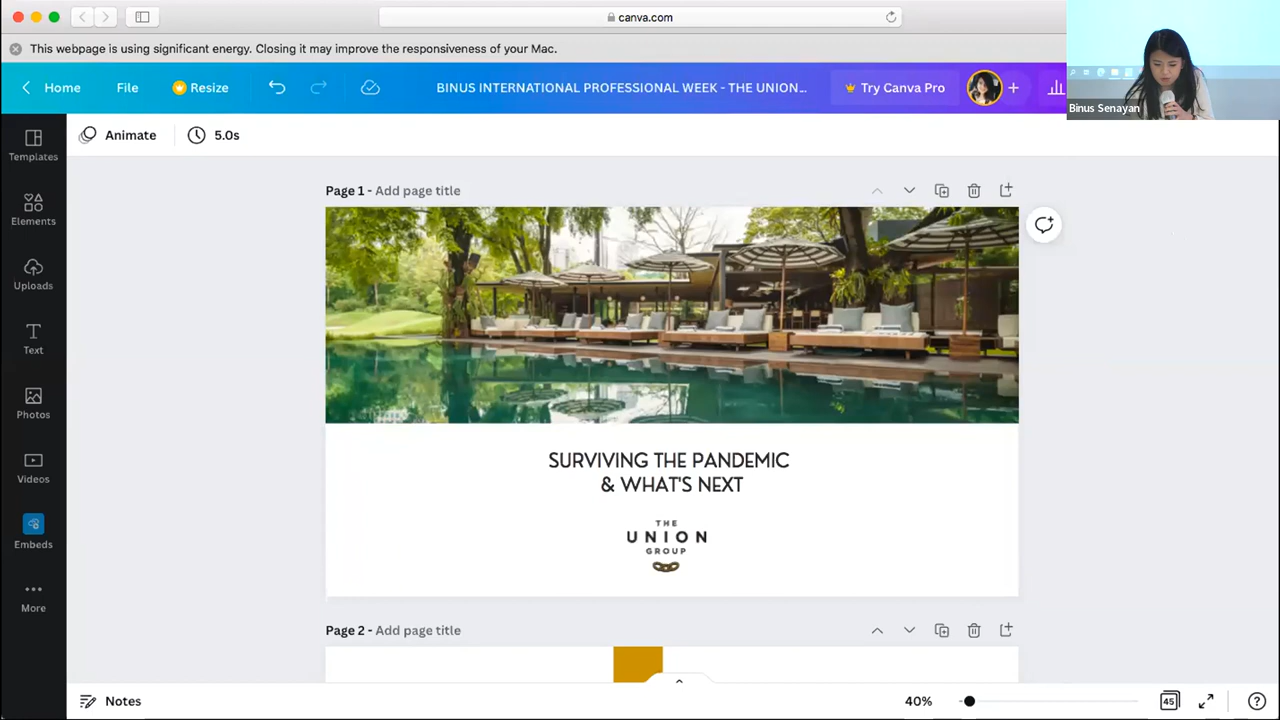 canva.com
This webpage is using significant energy. Closing it may improve the responsiveness of your Mac.
Home
File
Resize
BINUS INTERNATIONAL PROFESSIONAL WEEK - THE UNION...
Try Canva Pro
Binus Senayan
Animate
5.0s
Templates
Elements
Uploads
Text
Photos
Videos
Embeds
More
Page 1 - Add page title
SURVIVING THE PANDEMIC
& WHAT'S NEXT
THE
UNION
GROUP
Page 2 - Add page title
Notes
40%
45